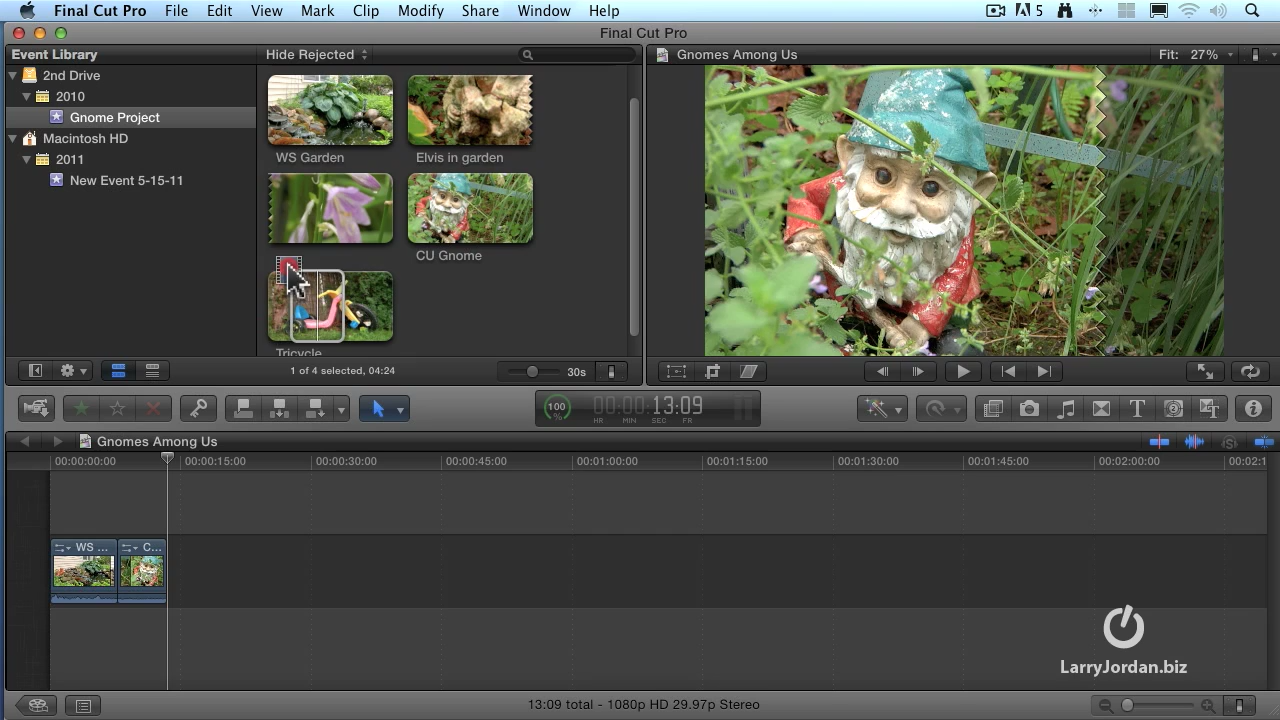 Final Cut Pro File Edit View Mark Clip Modify Share Window Help 5
Final Cut Pro
Event Library
Hide Rejected
Gnomes Among Us
Fit: 27%
2nd Drive
2010
Gnome Project
Macintosh HD
2011
New Event 5-15-11
WS Garden
Elvis in garden
CU Gnome
Tricycle
1 of 4 selected, 04:24
30s
100
%
00:00:13:09
HR MIN SEC FR
Gnomes Among Us
00:00:00:00 00:00:15:00 00:00:30:00 00:00:45:00 00:01:00:00 00:01:15:00 00:01:30:00 00:01:45:00 00:02:00:00 00:02:1
WS ...
C...
LarryJordan.biz
13:09 total - 1080p HD 29.97p Stereo